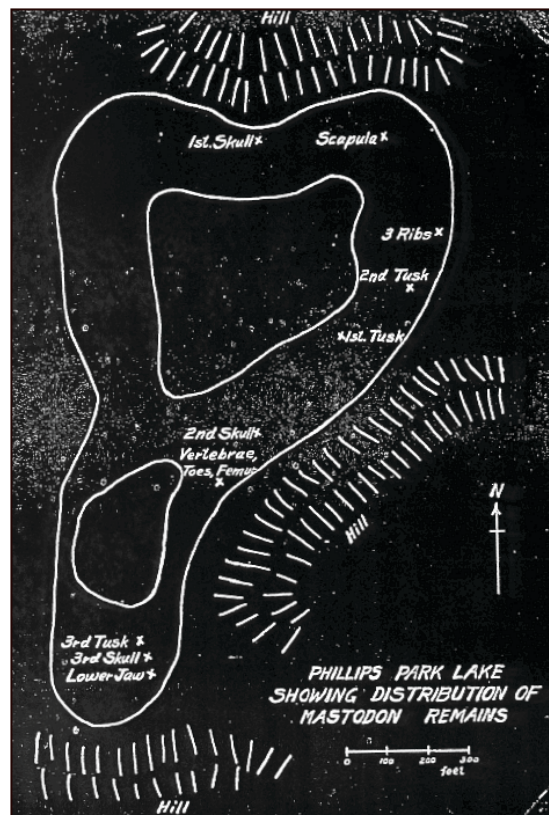 Hill
1st. Skull x
Scapula x
3 Ribs x
2nd Tusk
x
x 1st. Tusk
2nd Skull x
Vertebrae,
Toes, Femur
x
Hill
N
3rd Tusk x
3rd Skull x
Lower Jaw x
PHILLIPS PARK LAKE
SHOWING DISTRIBUTION OF
MASTODON REMAINS
0 100 200 300
feet
Hill